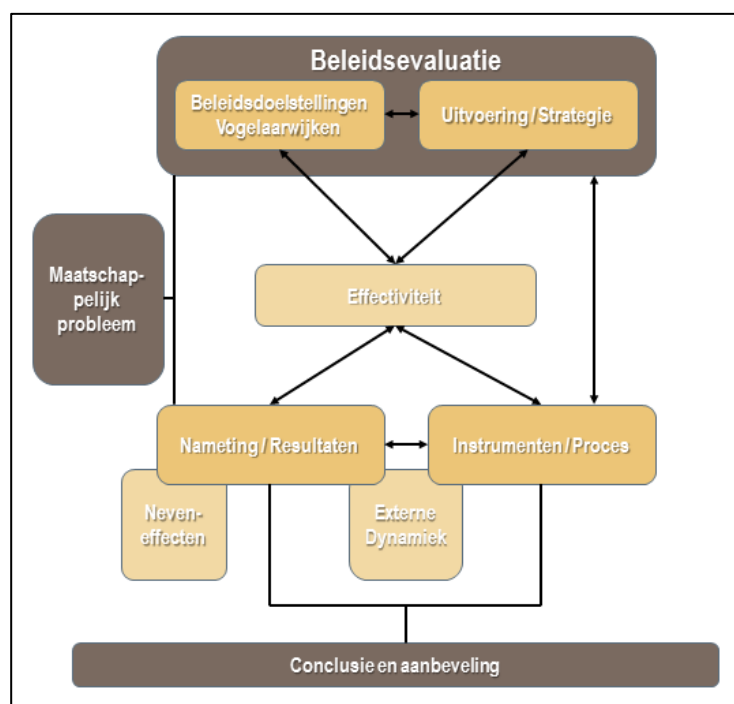 Beleidsevaluatie
Beleidsdoelstellingen
Vogelaarwijken
Uitvoering / Strategie
Maatschap-
pelijk
probleem
Effectiviteit
Nameting / Resultaten
Instrumenten / Proces
Neven-
effecten
Externe
Dynamiek
Conclusie en aanbeveling